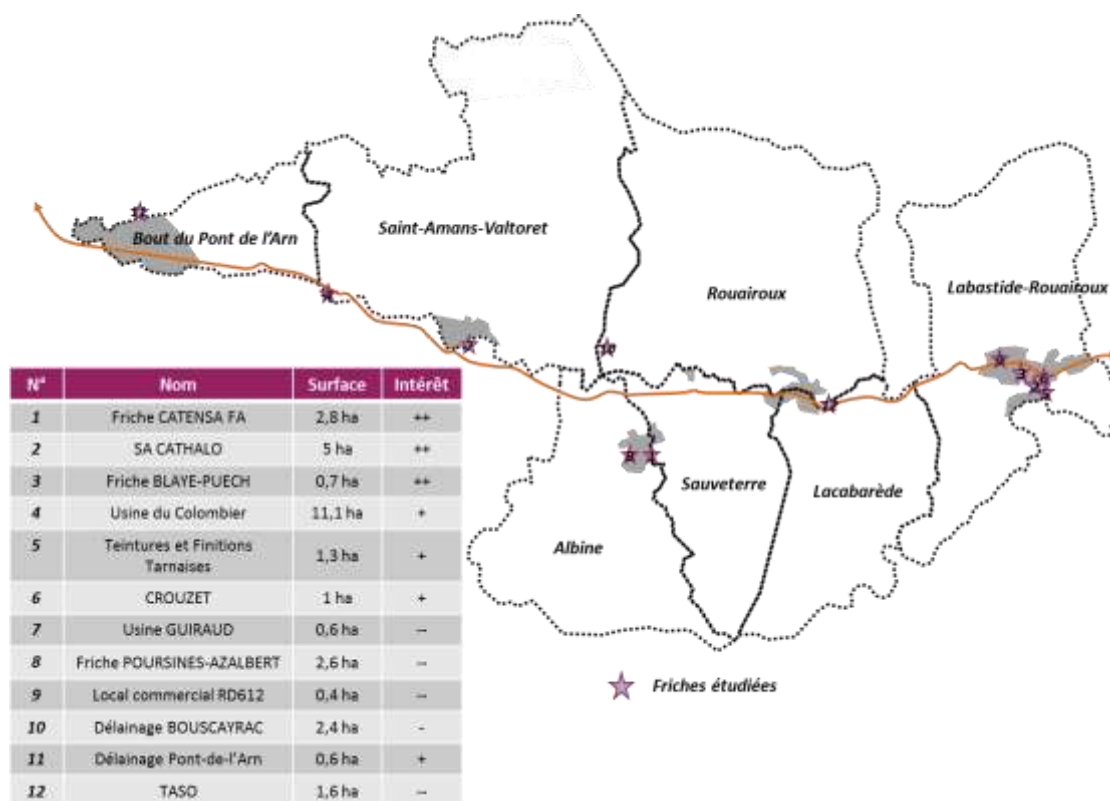 Bout du Pont de l'Arn
Saint-Amans-Valtoret
Rouairoux
Labastide-Rouairoux
Albine
Sauveterre
Lacabarède
Friches étudiées
N° Nom Surface Intérêt
1 Friche CATENSA FA 2,8 ha ++
2 SA CATHALO 5 ha ++
3 Friche BLAYE-PUECH 0,7 ha ++
4 Usine du Colombier 11,1 ha +
5 Teintures et Finitions
Tarnaises 1,3 ha +
6 CROUZET 1 ha +
7 Usine GUIRAUD 0,6 ha --
8 Friche POURSINES-AZALBERT 2,6 ha --
9 Local commercial RD612 0,4 ha --
10 Délainage BOUSCAYRAC 2,4 ha -
11 Délainage Pont-de-l'Arn 0,6 ha +
12 TASO 1,6 ha --